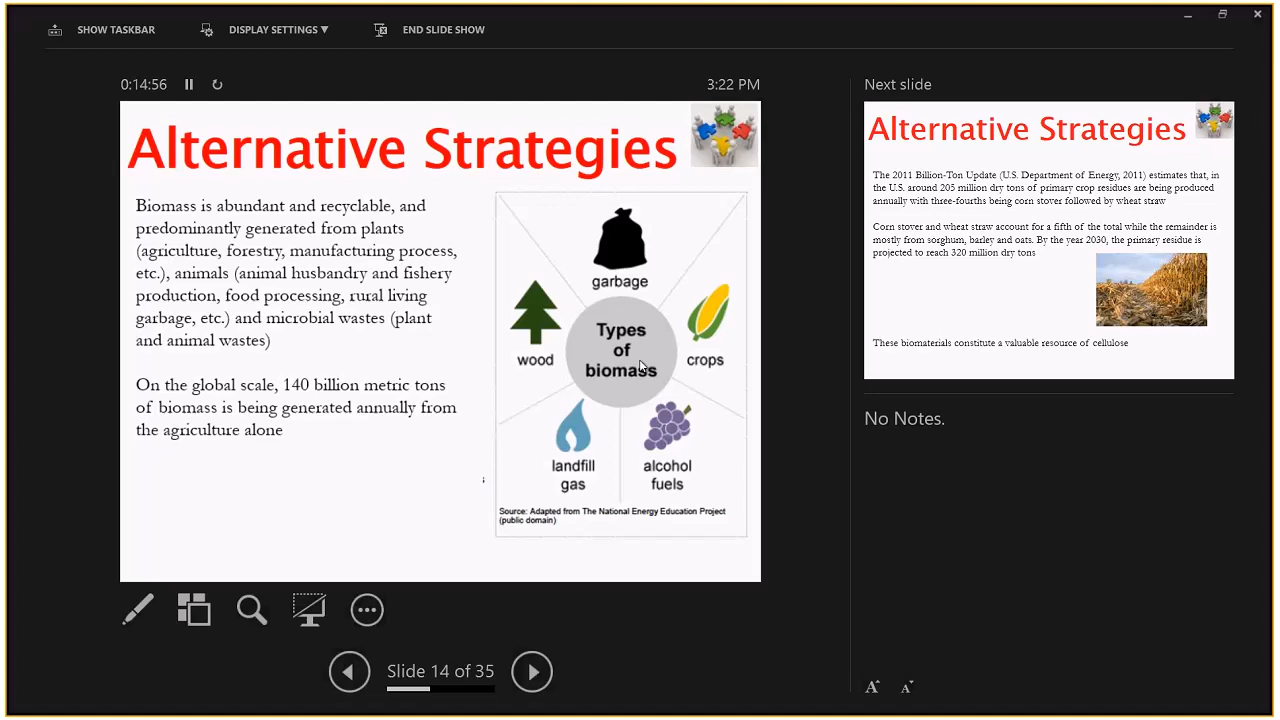 SHOW TASKBAR
DISPLAY SETTINGS ▼
END SLIDE SHOW
0:14:56
3:22 PM
Alternative Strategies
Biomass is abundant and recyclable, and
predominantly generated from plants
(agriculture, forestry, manufacturing process,
etc.), animals (animal husbandry and fishery
production, food processing, rural living
garbage, etc.) and microbial wastes (plant
and animal wastes)
On the global scale, 140 billion metric tons
of biomass is being generated annually from
the agriculture alone
garbage
wood
Types
of
biomass
crops
landfill
gas
alcohol
fuels
Source: Adapted from The National Energy Education Project
(public domain)
Slide 14 of 35
Next slide
Alternative Strategies
The 2011 Billion-Ton Update (U.S. Department of Energy, 2011) estimates that, in
the U.S. around 205 million dry tons of primary crop residues are being produced
annually with three-fourths being corn stover followed by wheat straw
Corn stover and wheat straw account for a fifth of the total while the remainder is
mostly from sorghum, barley and oats. By the year 2030, the primary residue is
projected to reach 320 million dry tons
These biomaterials constitute a valuable resource of cellulose
No Notes.
A A